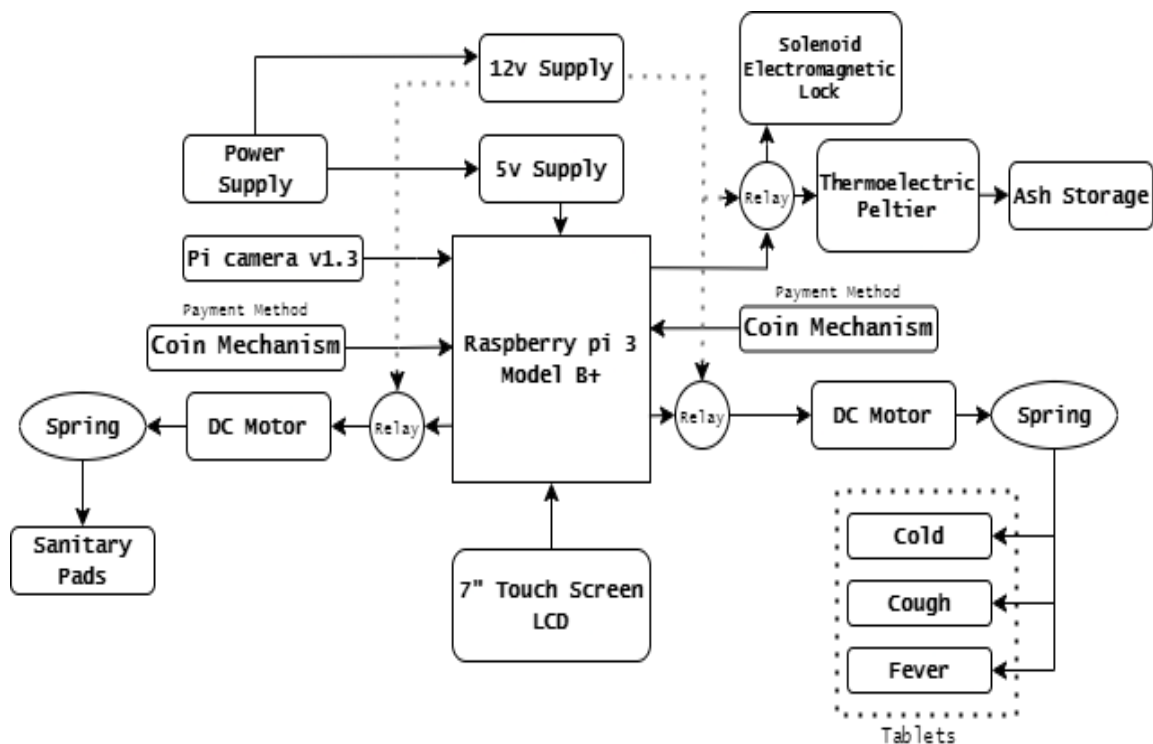 12v Supply
Solenoid
Electromagnetic
Lock
Power
Supply
5v Supply
Relay
Thermoelectric
Peltier
Ash Storage
Pi camera v1.3
Payment Method
Coin Mechanism
Raspberry pi 3
Model B+
Payment Method
Coin Mechanism
Spring
DC Motor
Relay
Relay
DC Motor
Spring
Sanitary
Pads
7" Touch Screen
LCD
Cold
Cough
Fever
Tablets